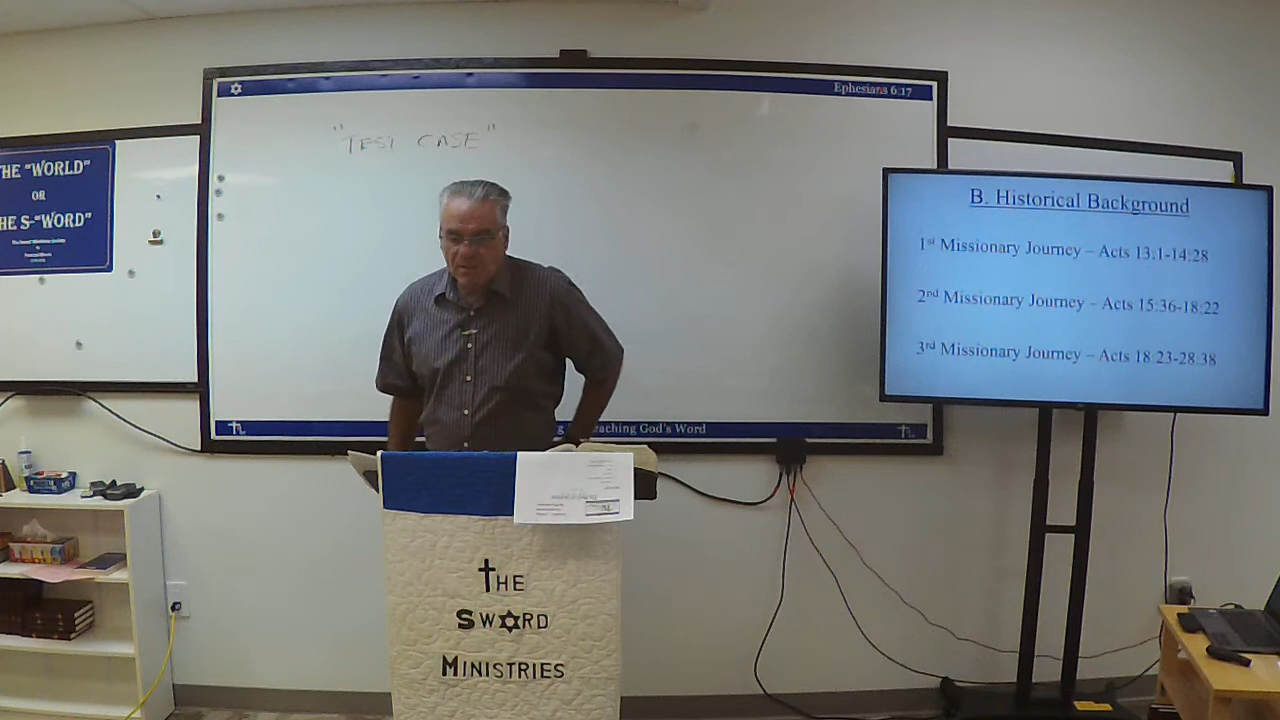 Ephesians 6:17
"TEST CASE"
THE "WORLD"
OR
THE S-"WORD"
B. Historical Background
1st Missionary Journey – Acts 13:1-14:28
2nd Missionary Journey – Acts 15:36-18:22
3rd Missionary Journey – Acts 18:23-28:38
Teaching God's Word
THE
SWORD
MINISTRIES